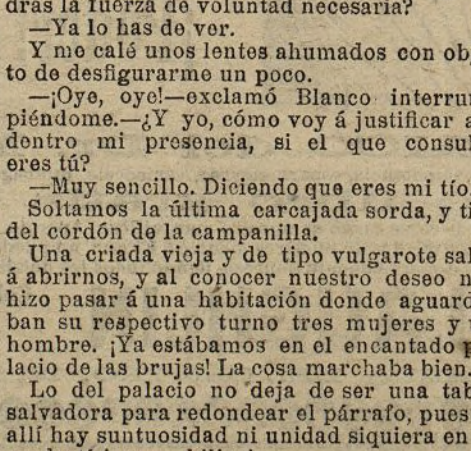 drás la fuerza de voluntad necesaria?
—Ya lo has de ver.
Y me calé unos lentes ahumados con ob
to de desfigurarme un poco.
—¡Oye, oye!—exclamó Blanco interru
piéndome.—¿Y yo, cómo voy á justificar a
dentro mi presencia, si el que consul
eres tú?
—Muy sencillo. Diciendo que eres mi tío
Soltamos la última carcajada sorda, y ti
del cordón de la campanilla.
Una criada vieja y de tipo vulgarote sal
á abrirnos, y al conocer nuestro deseo n
hizo pasar á una habitación donde aguard
ban su respectivo turno tres mujeres y
hombre. ¡Ya estábamos en el encantado p
lacio de las brujas! La cosa marchaba bien.
Lo del palacio no deja de ser una tab
salvadora para redondear el párrafo, pues
allí hay suntuosidad ni unidad siquiera en